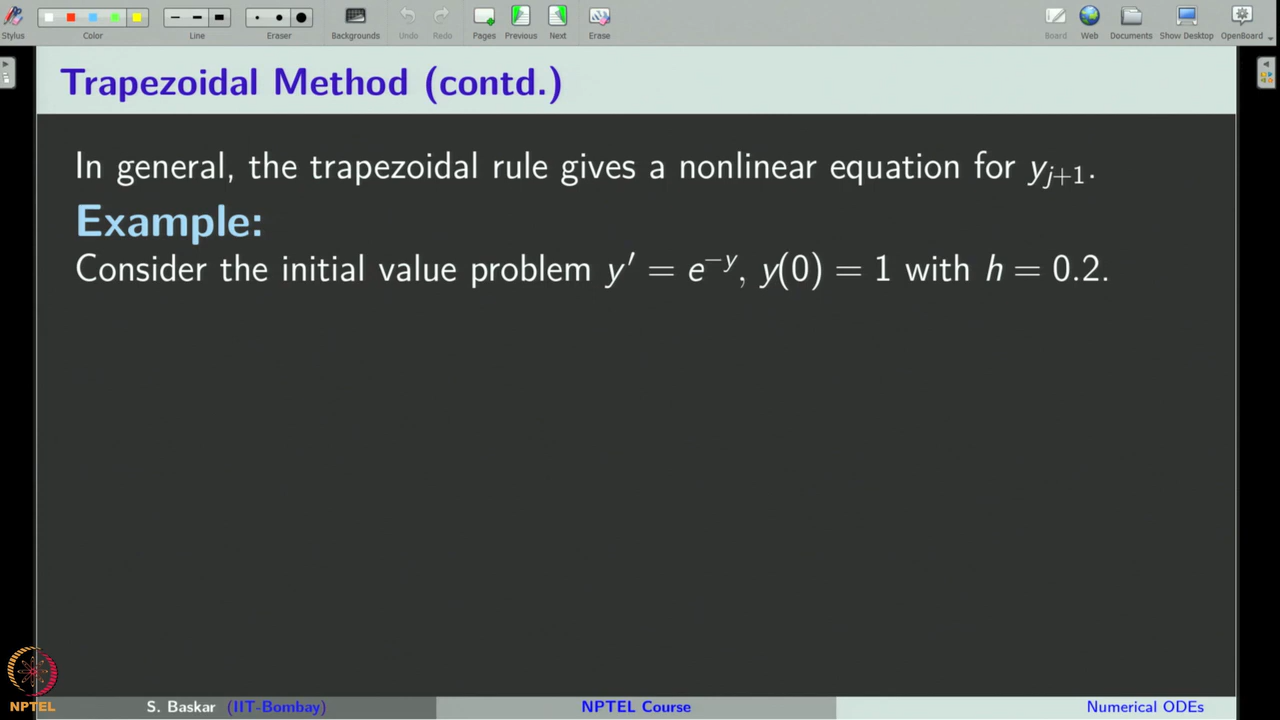 Stylus Color Line Eraser Backgrounds Undo Redo Pages Previous Next Erase Board Web Documents Show Desktop OpenBoard
Trapezoidal Method (contd.)
In general, the trapezoidal rule gives a nonlinear equation for y_{j+1}.
Example:
Consider the initial value problem y′ = e^{−y}, y(0) = 1 with h = 0.2.
NPTEL
S. Baskar (IIT-Bombay) NPTEL Course Numerical ODEs